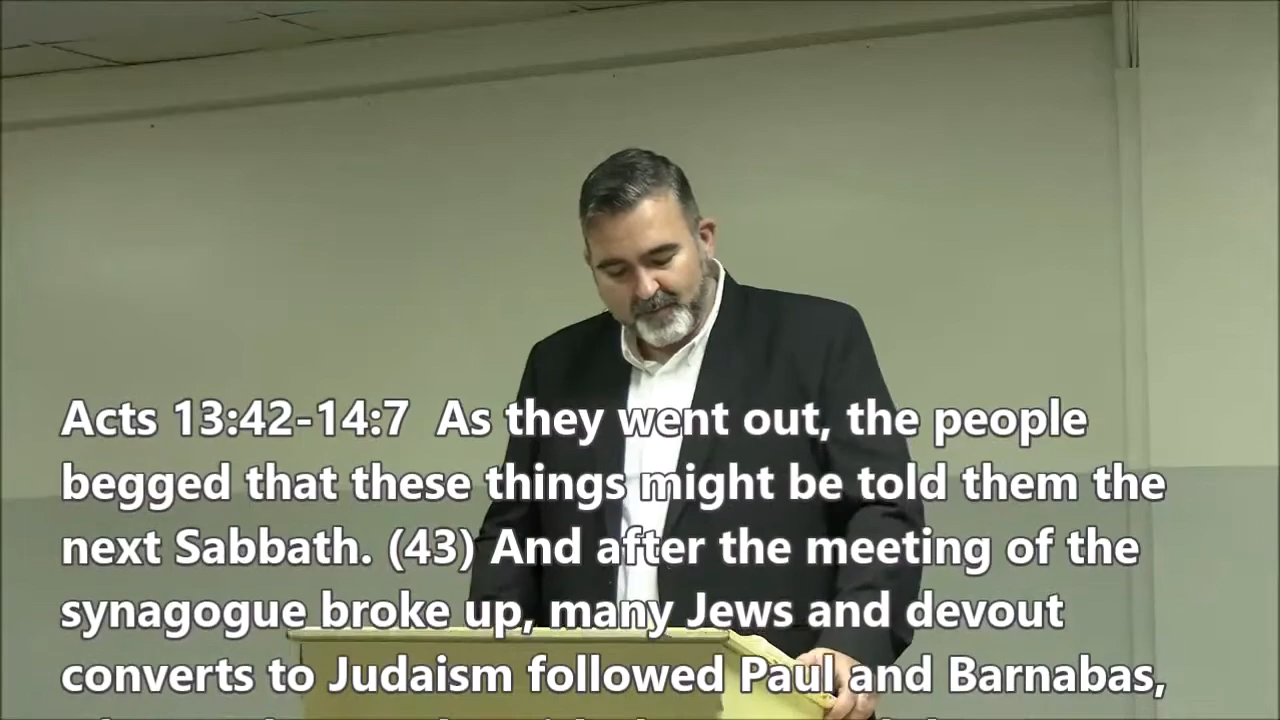 Acts 13:42-14:7  As they went out, the people
begged that these things might be told them the
next Sabbath. (43) And after the meeting of the
synagogue broke up, many Jews and devout
converts to Judaism followed Paul and Barnabas,